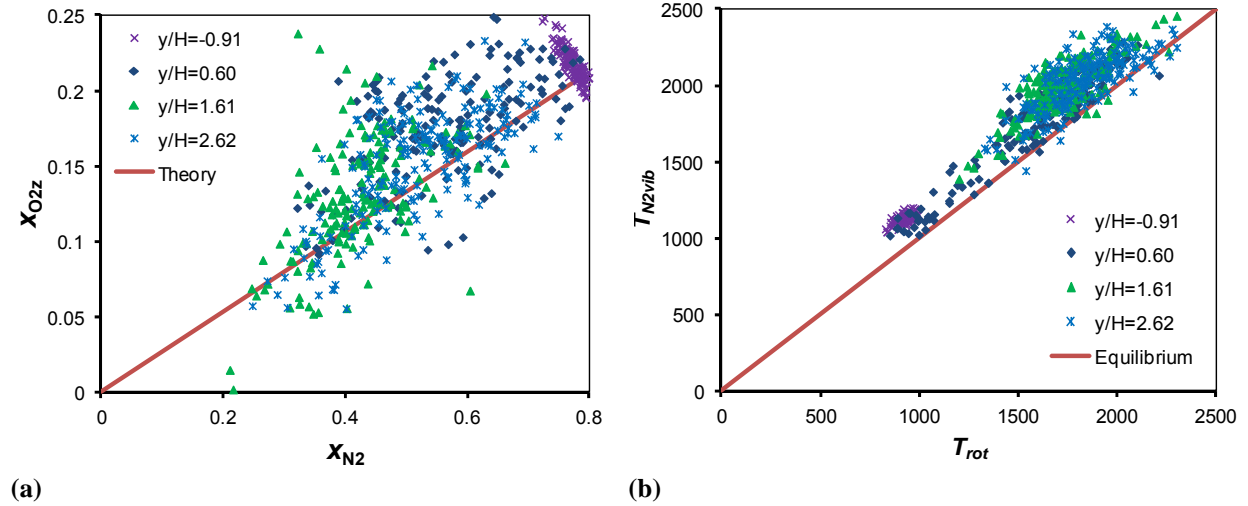 0.25
0.2
0.15
0.1
0.05
0
0
0.2
0.4
0.6
0.8
x_O2z
x_N2
y/H=-0.91
y/H=0.60
y/H=1.61
y/H=2.62
Theory
(a)
2500
2000
1500
1000
500
0
0
500
1000
1500
2000
2500
T_N2vib
T_rot
y/H=-0.91
y/H=0.60
y/H=1.61
y/H=2.62
Equilibrium
(b)